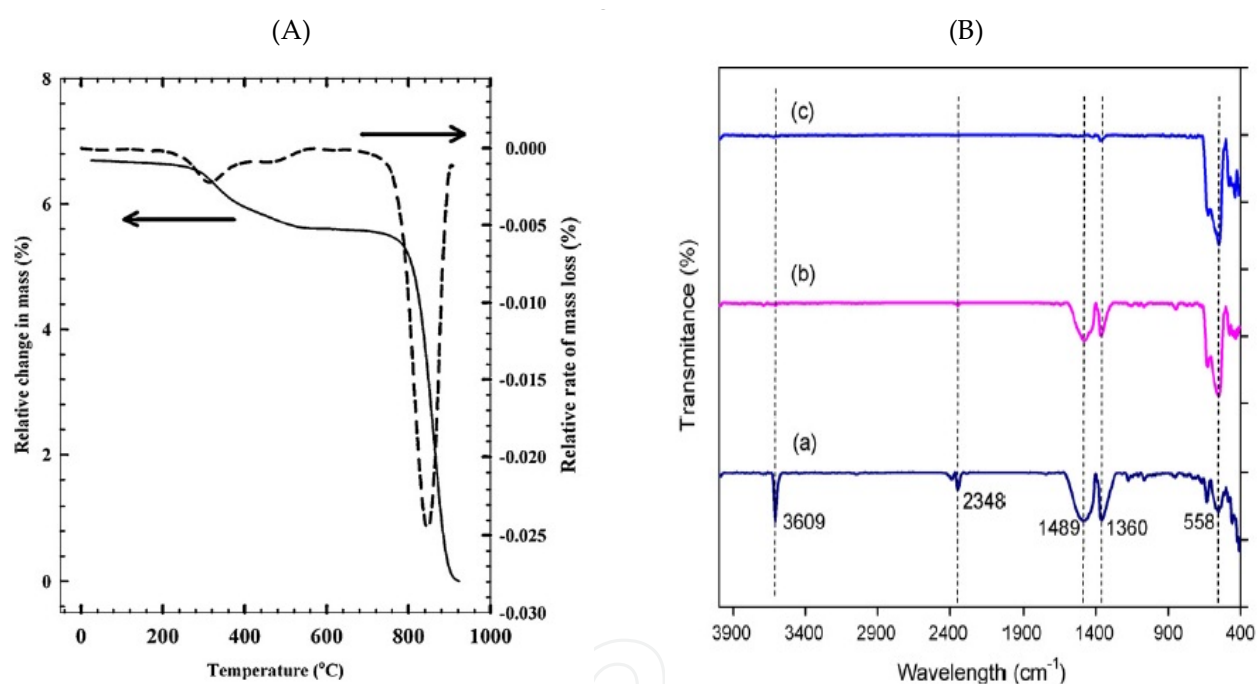 (A)
(B)
8
6
4
2
0
Relative change in mass (%)
0.000
-0.005
-0.010
-0.015
-0.020
-0.025
-0.030
Relative rate of mass loss (%)
0 200 400 600 800 1000
Temperature (°C)
Transmitance (%)
(c)
(b)
(a)
3609
2348
1489
1360
558
3900 3400 2900 2400 1900 1400 900 400
Wavelength (cm⁻¹)